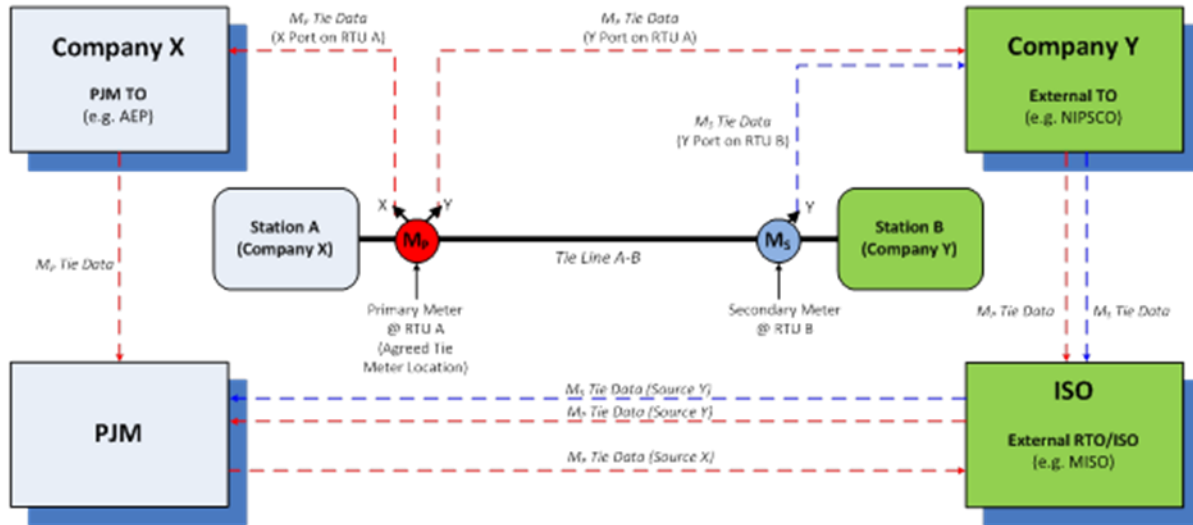 Company X
PJM TO
(e.g. AEP)
Mₚ Tie Data
(X Port on RTU A)
Mₚ Tie Data
(Y Port on RTU A)
Company Y
External TO
(e.g. NIPSCO)
Mₛ Tie Data
(Y Port on RTU B)
Station A
(Company X)
X
Y
Mₚ
Tie Line A-B
Y
Mₛ
Station B
(Company Y)
Mₚ Tie Data
Primary Meter
@ RTU A
(Agreed Tie
Meter Location)
Secondary Meter
@ RTU B
Mₚ Tie Data
Mₛ Tie Data
PJM
Mₛ Tie Data (Source Y)
Mₚ Tie Data (Source Y)
Mₚ Tie Data (Source X)
ISO
External RTO/ISO
(e.g. MISO)